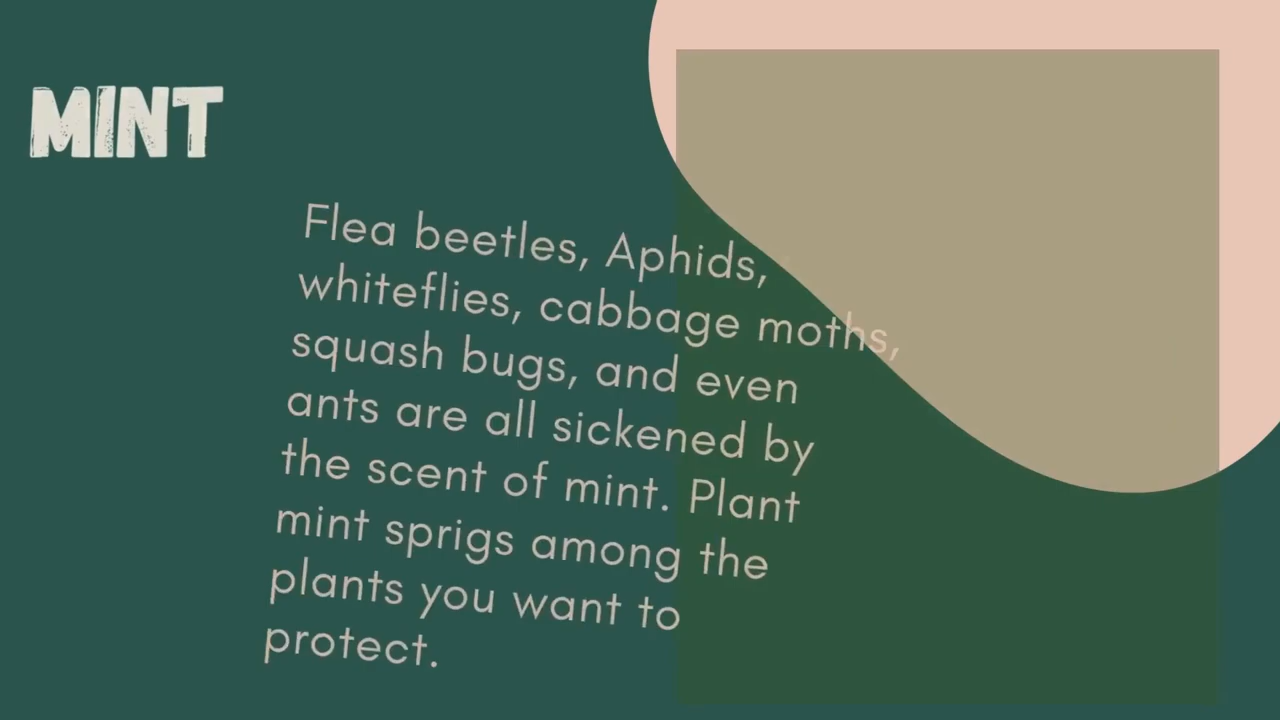 MINT
Flea beetles, Aphids,
whiteflies, cabbage moths,
squash bugs, and even
ants are all sickened by
the scent of mint. Plant
mint sprigs among the
plants you want to
protect.